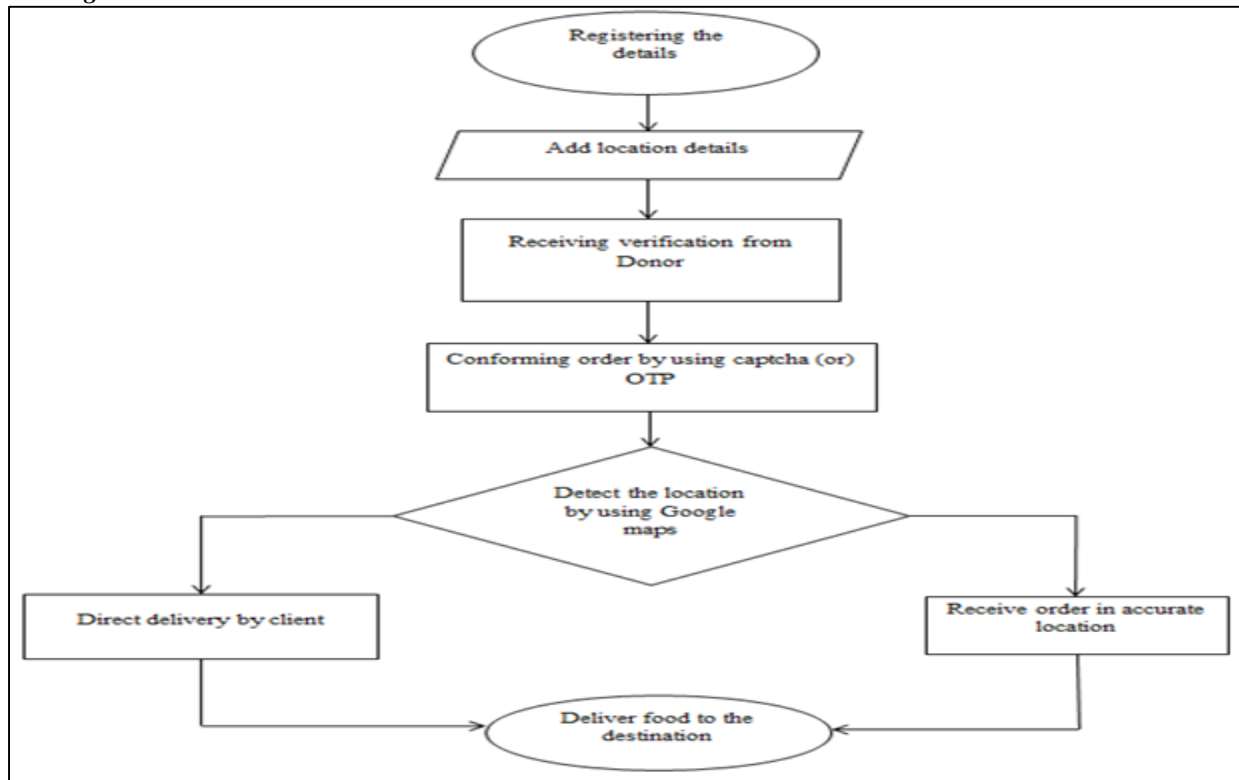 Registering the
details
Add location details
Receiving verification from
Donor
Conforming order by using captcha (or)
OTP
Detect the location
by using Google
maps
Direct delivery by client
Receive order in accurate
location
Deliver food to the
destination